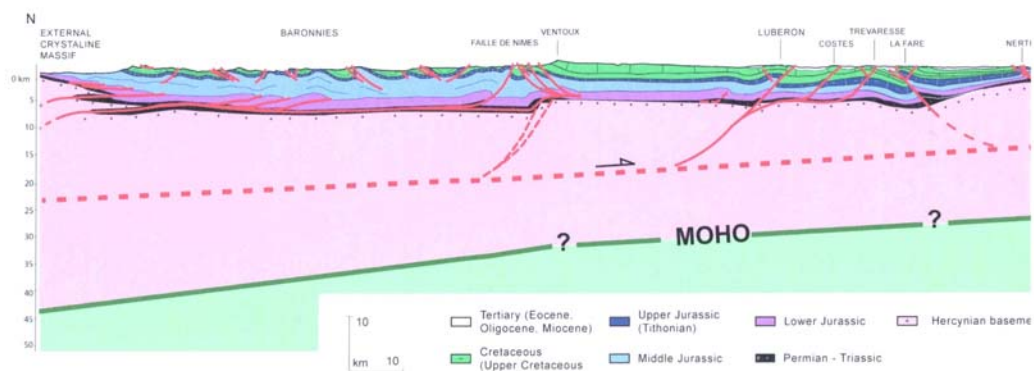 N
EXTERNAL
CRYSTALINE
MASSIF
BARONNIES
FAILLE DE NIMES
VENTOUX
LUBERON
COSTES
TREVARESSE
LA FARE
NERTI
0 km
5
10
15
20
25
30
35
40
45
50
?
MOHO
?
10
km 10
Tertiary (Eocene,
Oligocene, Miocene)
Cretaceous
(Upper Cretaceous
Upper Jurassic
(Tithonian)
Middle Jurassic
Lower Jurassic
Permian - Triassic
Hercynian baseme